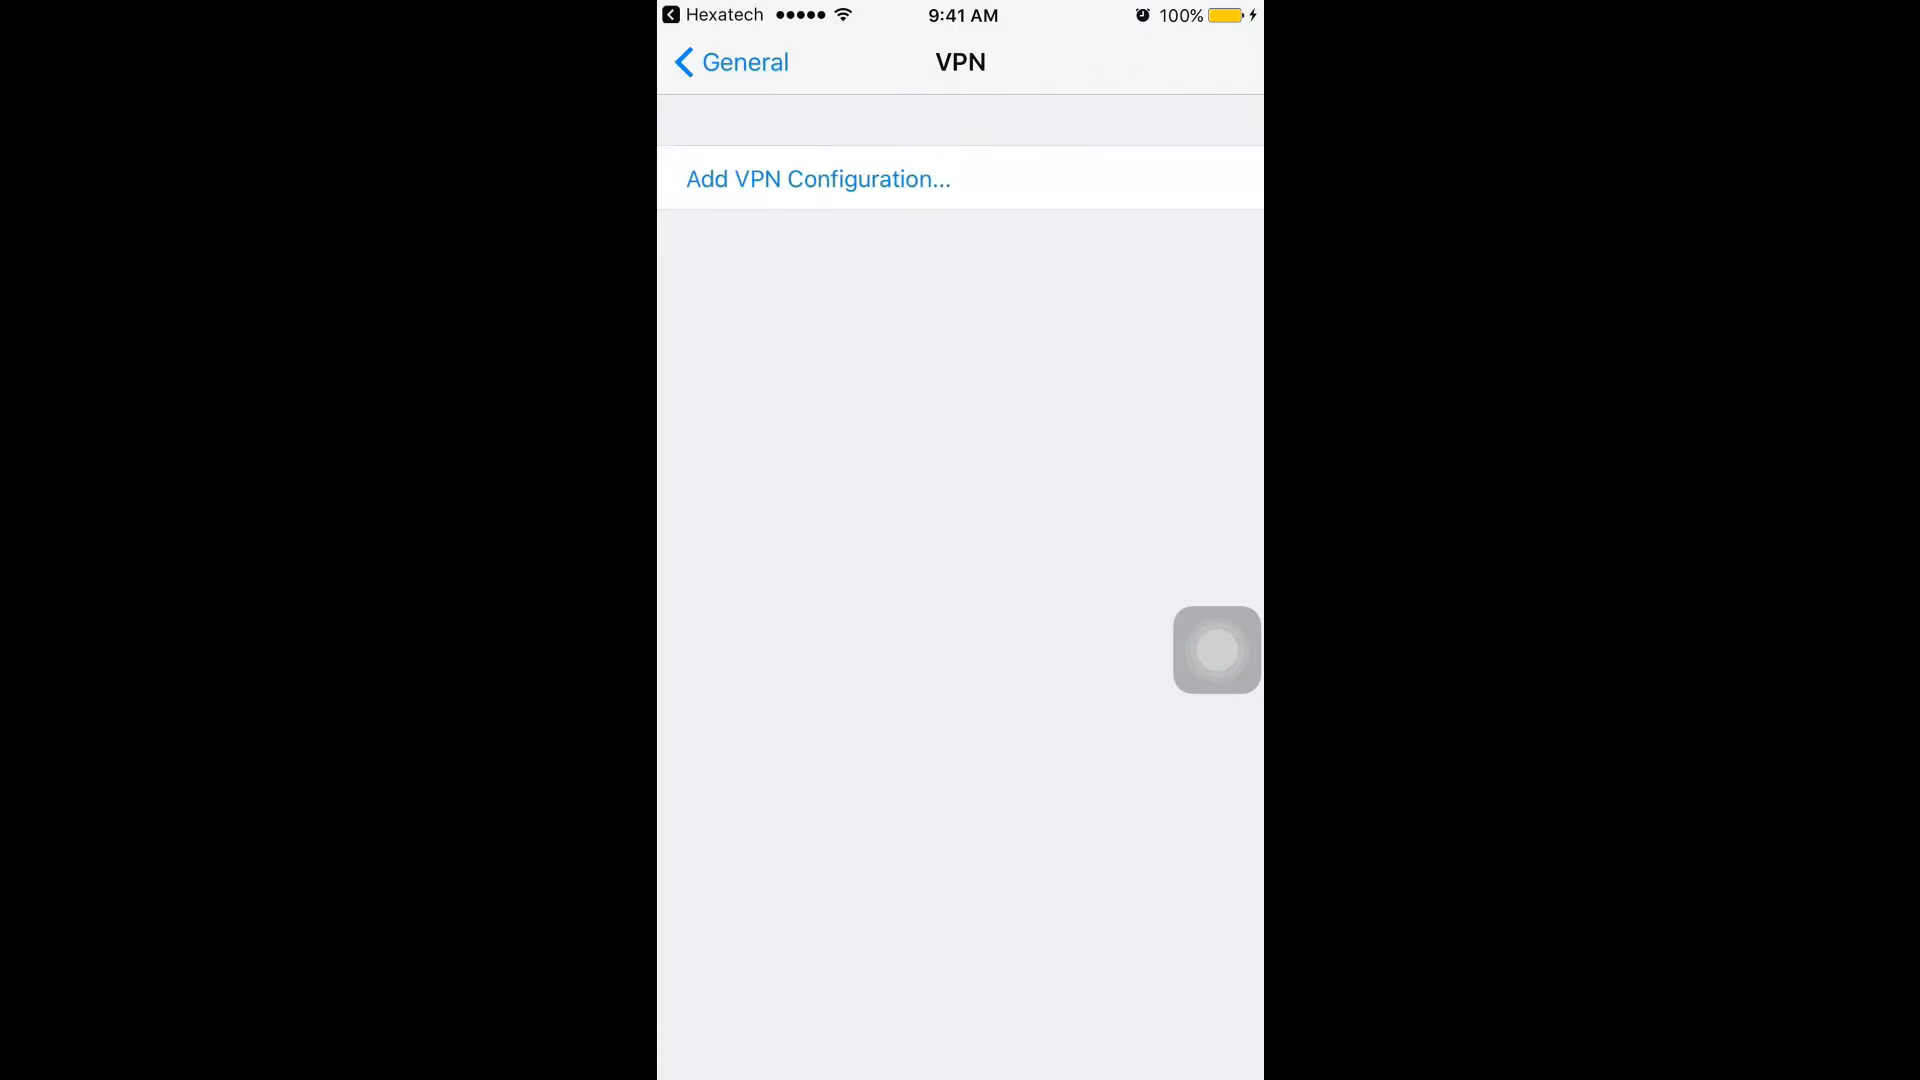 Hexatech 9:41 AM 100%
General VPN
Add VPN Configuration...